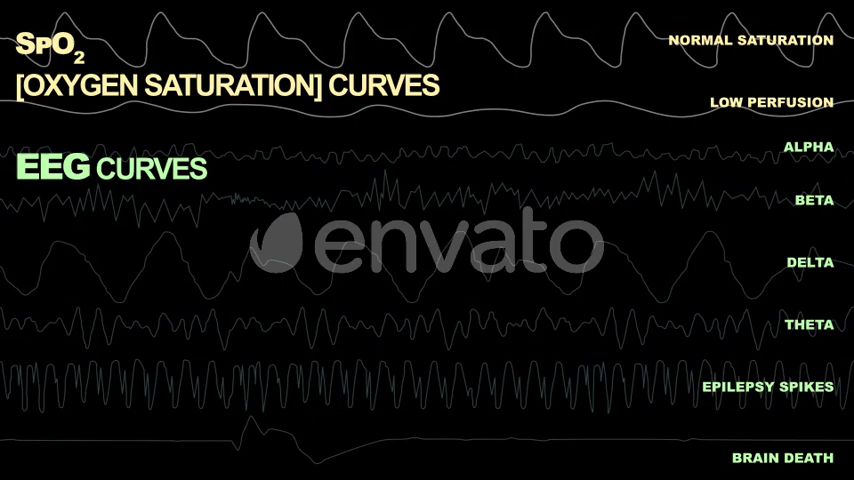 SpO2
[OXYGEN SATURATION] CURVES
NORMAL SATURATION
LOW PERFUSION
EEG CURVES
ALPHA
BETA
envato
DELTA
THETA
EPILEPSY SPIKES
BRAIN DEATH